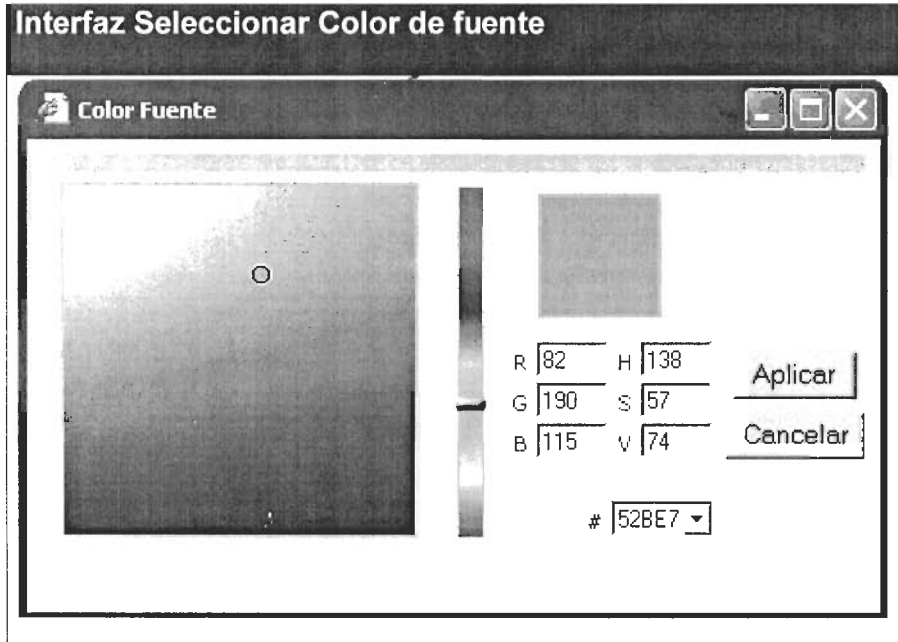 Interfaz Seleccionar Color de fuente
Color Fuente
R 82 H 138
G 190 S 57
B 115 V 74
Aplicar
Cancelar
# 52BE7